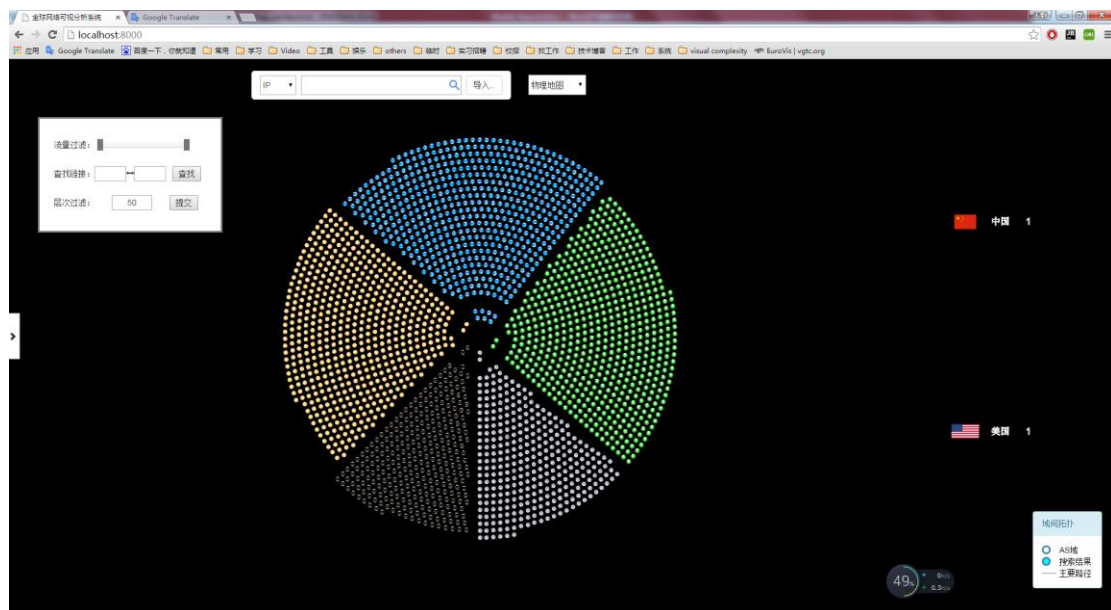 全球网络可视分析系统 × Google Translate ×
localhost:8000
应用 Google Translate 百度一下，你就知道 常用 学习 Video 工具 娱乐 others 临时 实习招聘 校招 找工作 技术博客 工作 系统 visual complexity EuroVis | vgtc.org
IP 导入.. 物理地图
流量过滤：
查找链接： 查找
层次过滤： 50 提交
中国 1
美国 1
域间拓扑
AS域
搜索结果
主要路径
49%
0K/s
0.3K/s